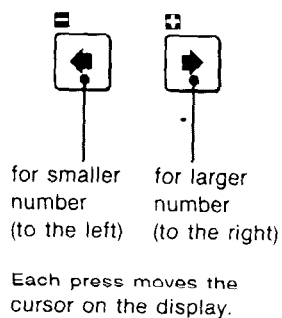 for smaller
number
(to the left)
for larger
number
(to the right)
Each press moves the
cursor on the display.